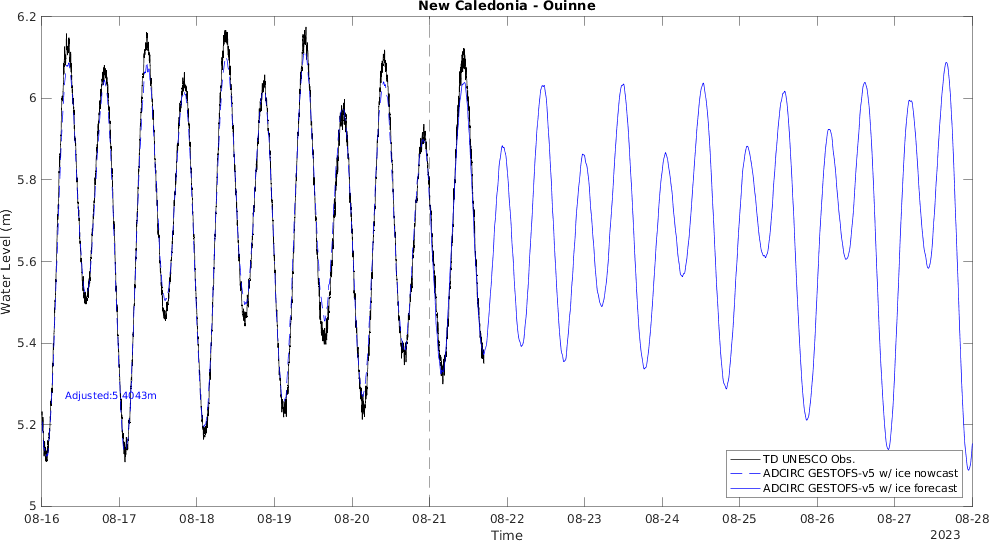 New Caledonia - Ouinne
6.2
6
5.8
5.6
5.4
5.2
5
Water Level (m)
Adjusted:5.4043m
TD UNESCO Obs.
ADCIRC GESTOFS-v5 w/ ice nowcast
ADCIRC GESTOFS-v5 w/ ice forecast
08-16 08-17 08-18 08-19 08-20 08-21 08-22 08-23 08-24 08-25 08-26 08-27 08-28
Time
2023